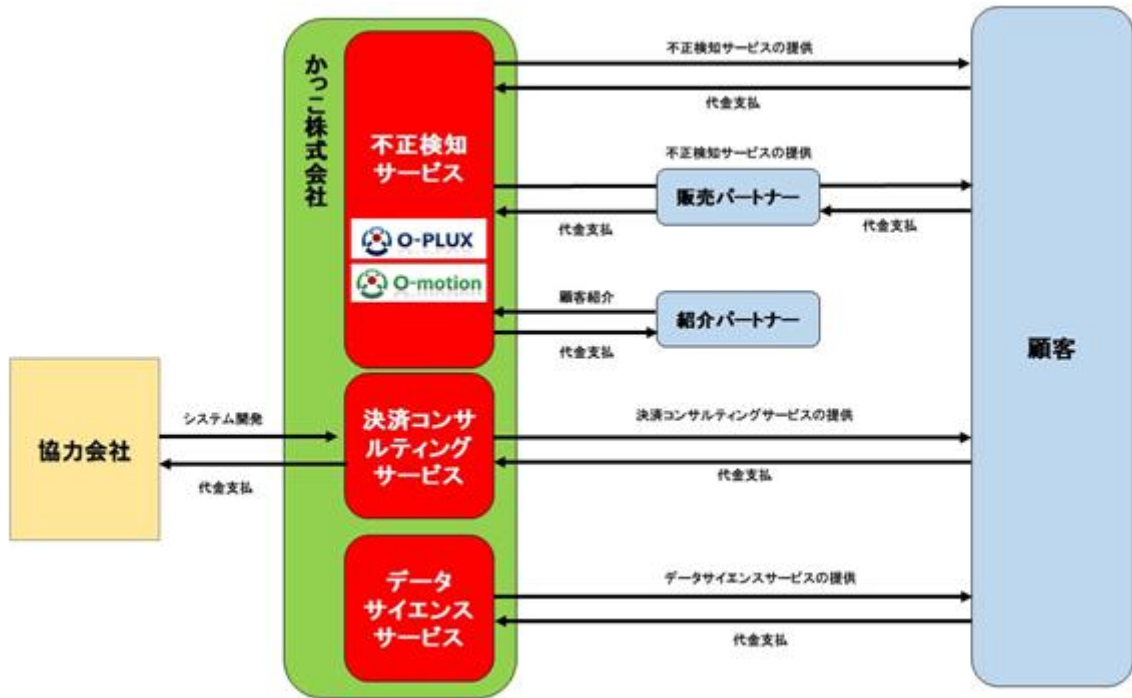 かっこ株式会社
不正検知
サービス
O-PLUX
O-motion
不正検知サービスの提供
代金支払
不正検知サービスの提供
販売パートナー
代金支払
代金支払
顧客紹介
紹介パートナー
代金支払
顧客
協力会社
システム開発
代金支払
決済コンサ
ルティング
サービス
決済コンサルティングサービスの提供
代金支払
データ
サイエンス
サービス
データサイエンスサービスの提供
代金支払